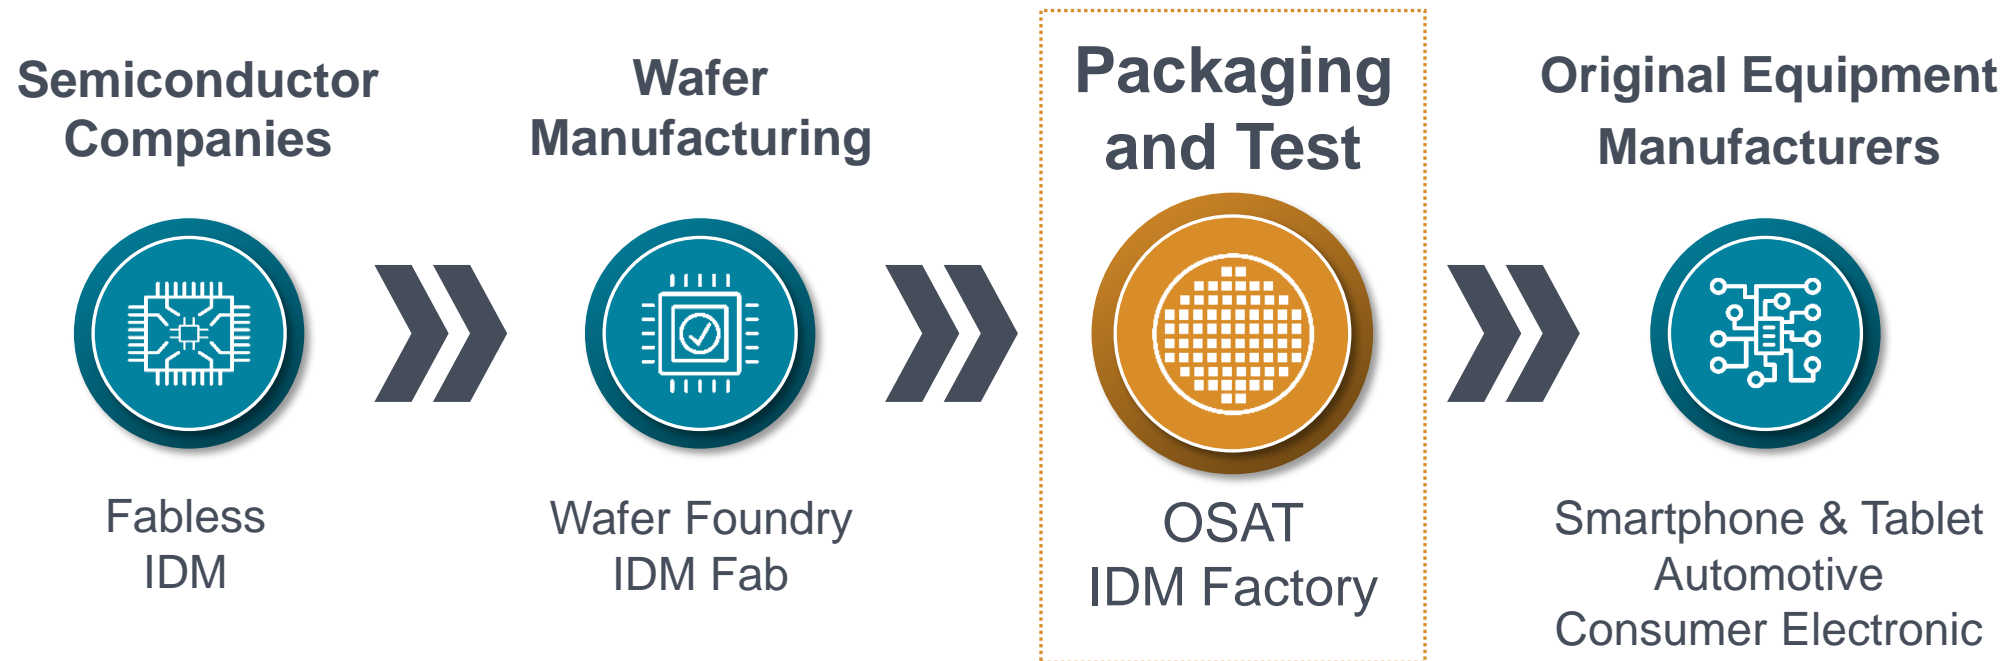 Semiconductor
Companies
Fabless
IDM
Wafer
Manufacturing
Wafer Foundry
IDM Fab
Packaging
and Test
OSAT
IDM Factory
Original Equipment
Manufacturers
Smartphone & Tablet
Automotive
Consumer Electronic